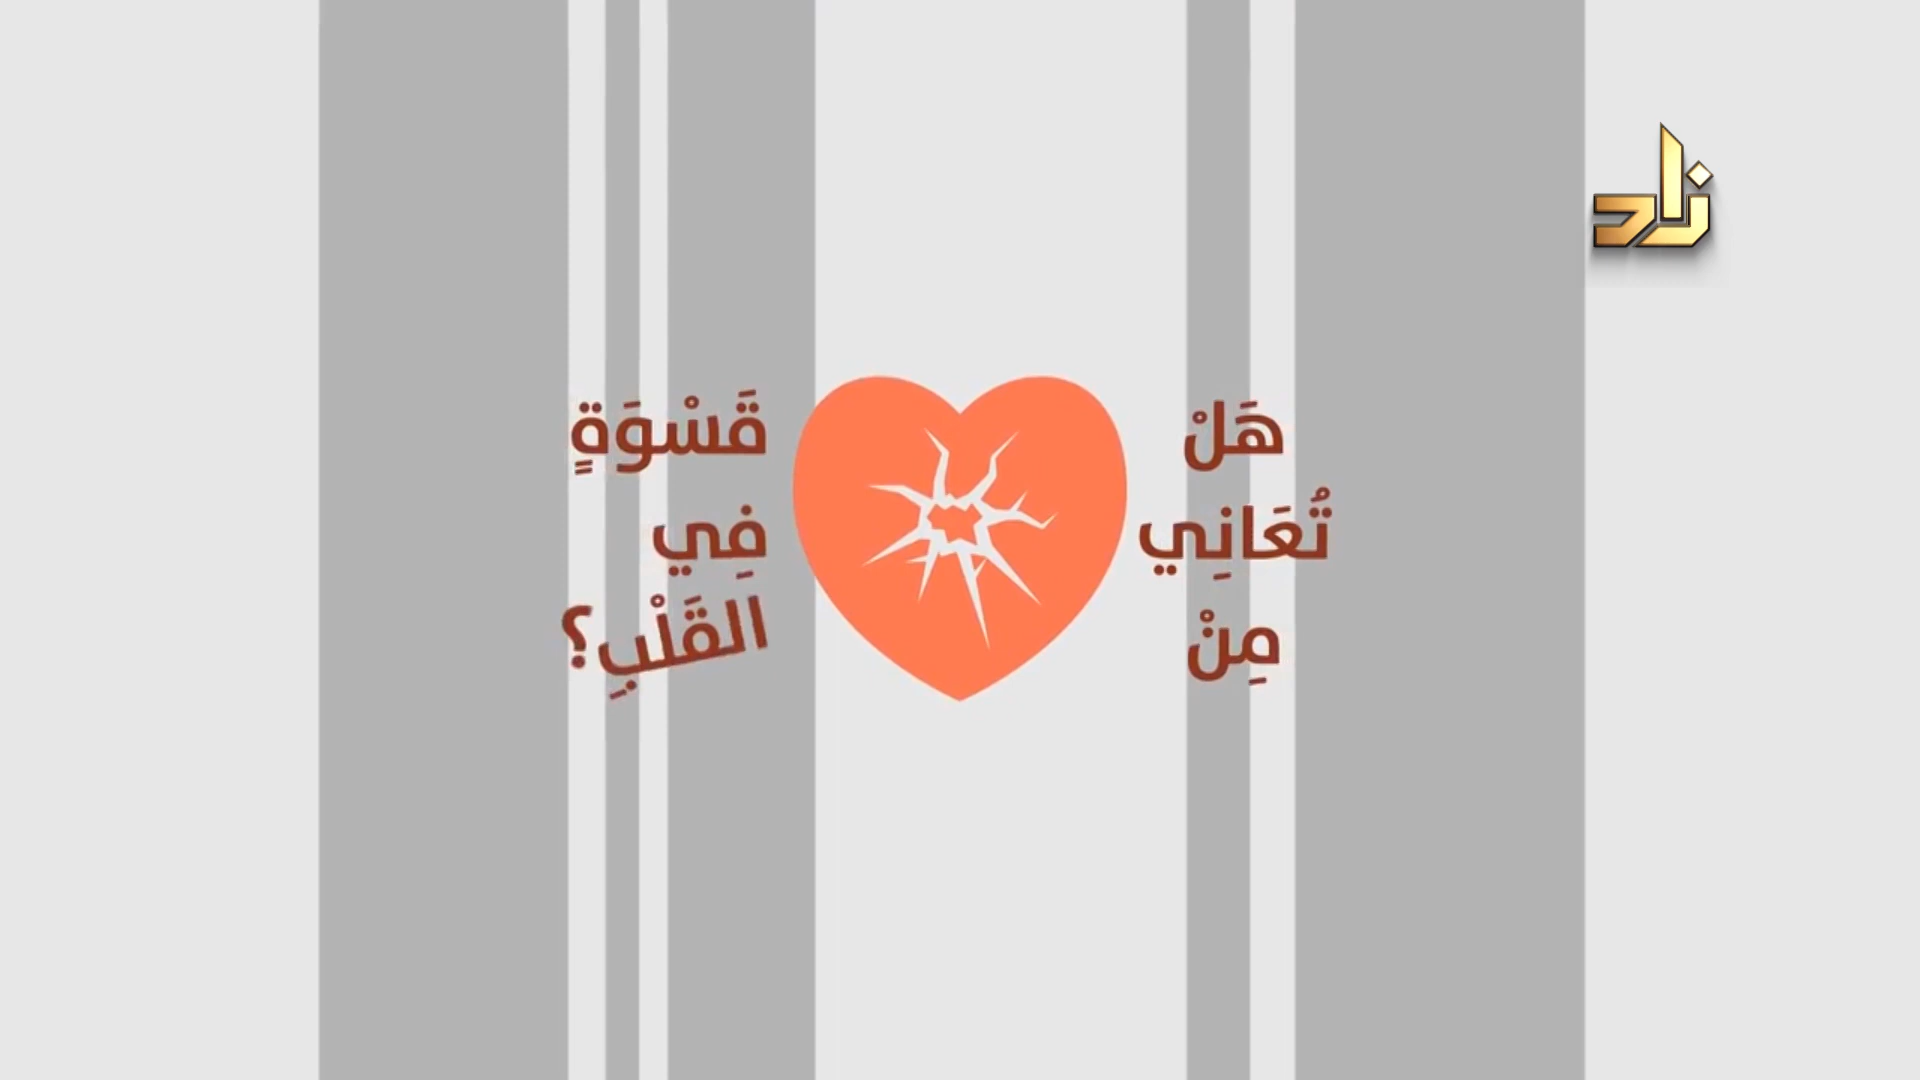 زاد
هَلْ
تُعَانِي
مِنْ
قَسْوَةٍ
فِي
القَلْبِ؟